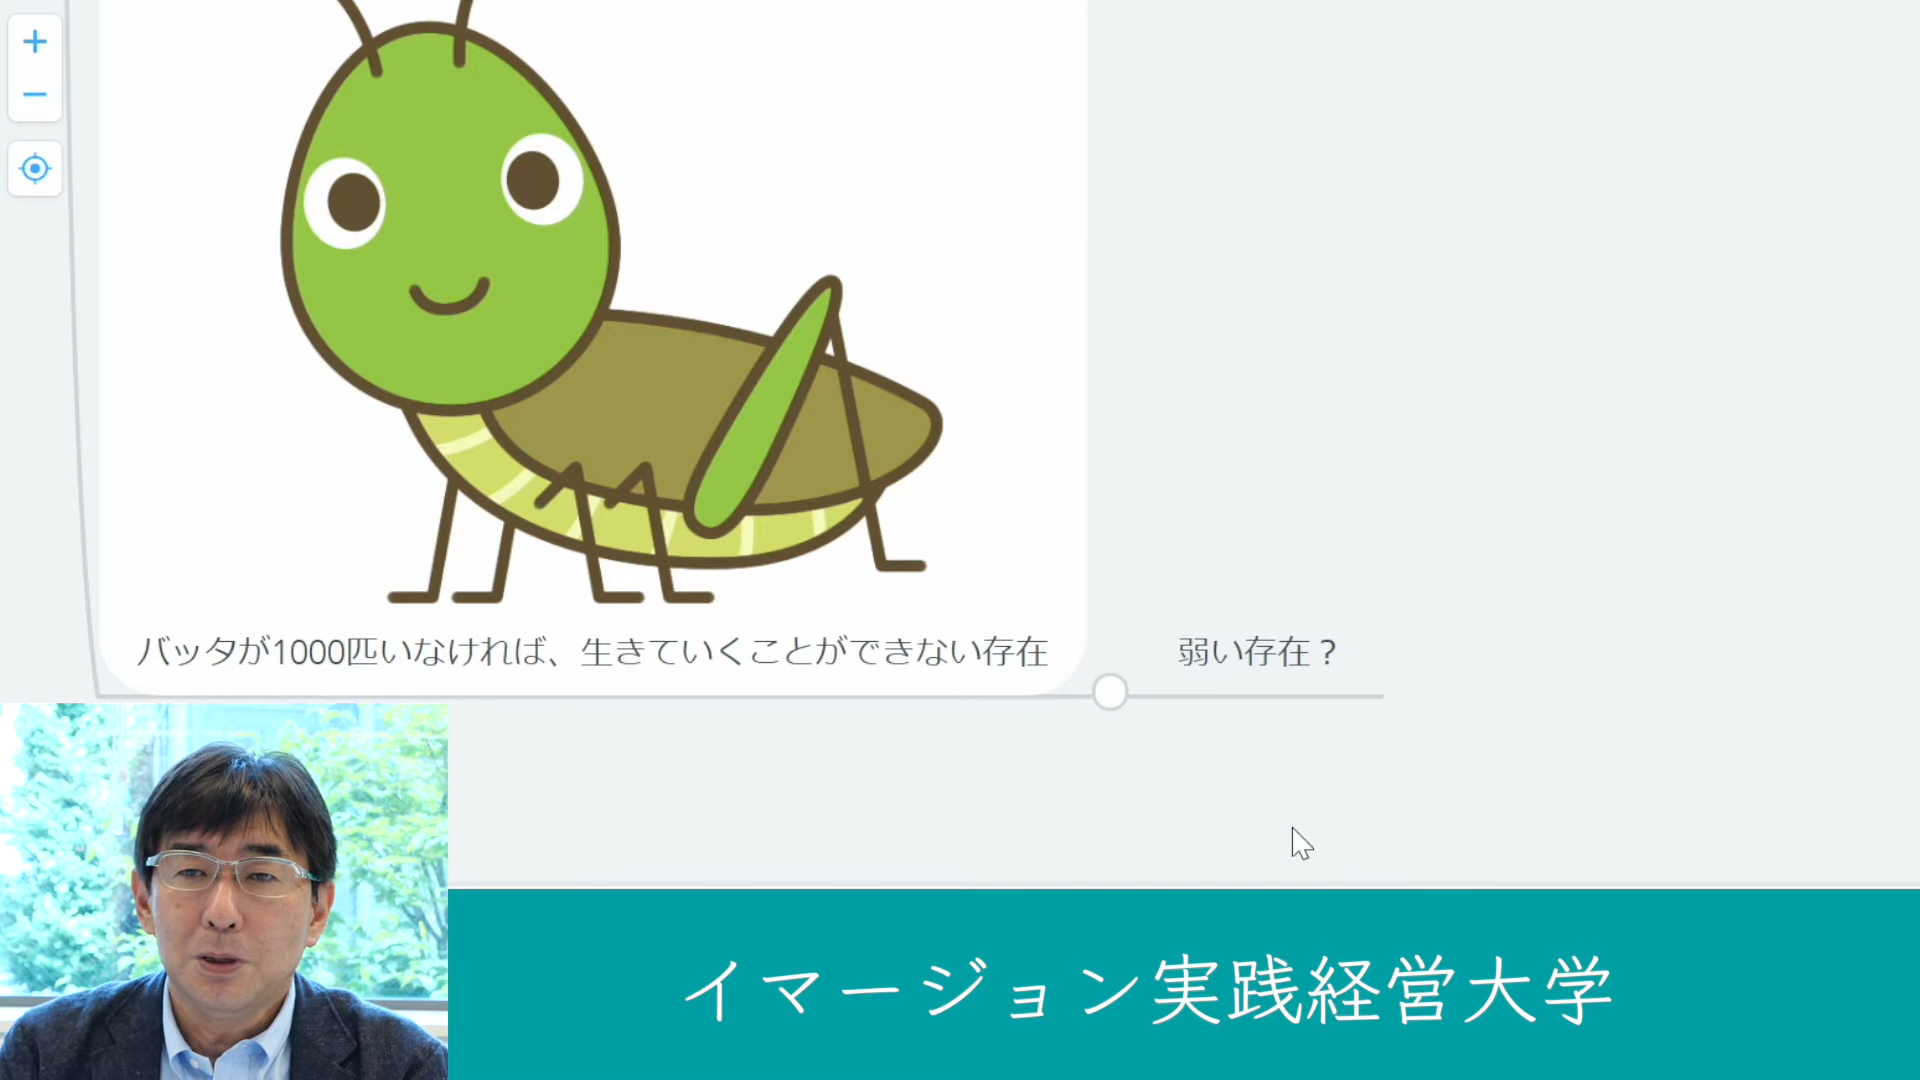 バッタが1000匹いなければ、生きていくことができない存在
弱い存在？
イマージョン実践経営大学